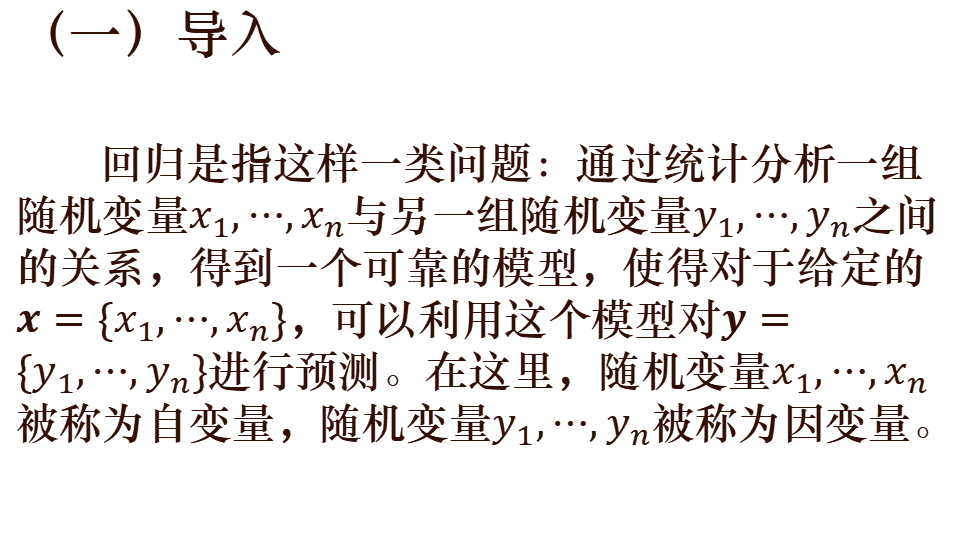 （一）导入
回归是指这样一类问题：通过统计分析一组
随机变量x₁,⋯,xₙ与另一组随机变量y₁,⋯,yₙ之间
的关系，得到一个可靠的模型，使得对于给定的
x = {x₁,⋯,xₙ}，可以利用这个模型对y =
{y₁,⋯,yₙ}进行预测。在这里，随机变量x₁,⋯,xₙ
被称为自变量，随机变量y₁,⋯,yₙ被称为因变量。